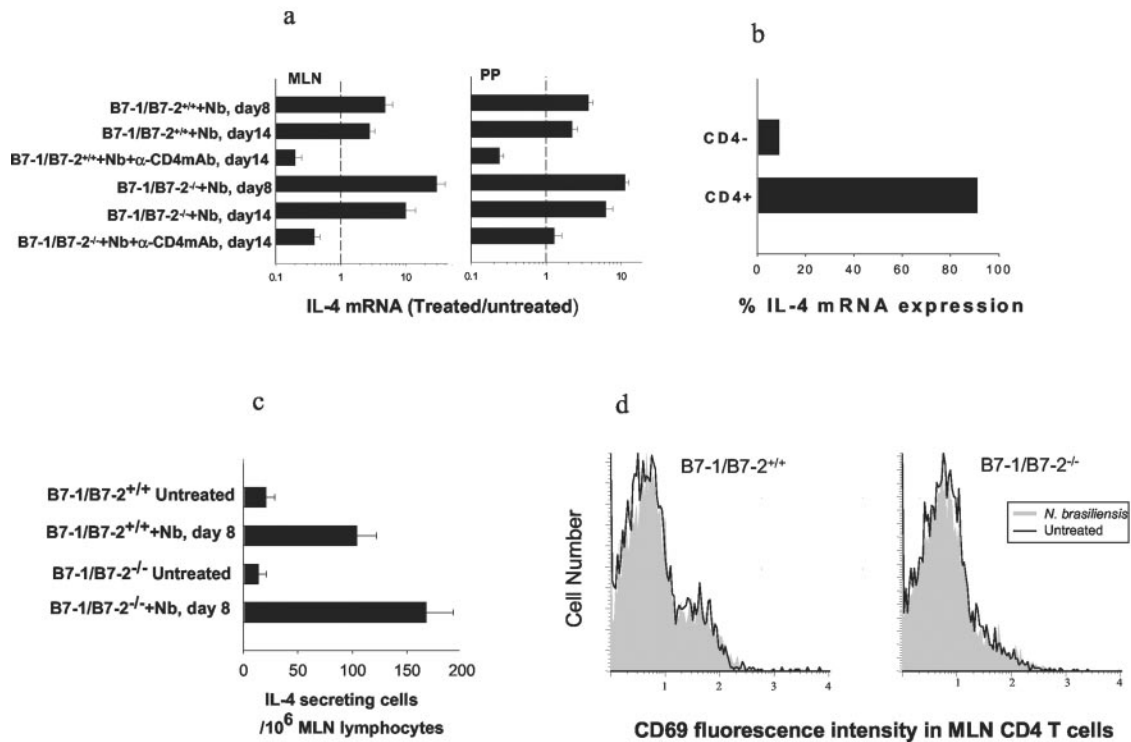 a
MLN
PP
B7-1/B7-2+/++Nb, day8
B7-1/B7-2+/++Nb, day14
B7-1/B7-2+/++Nb+α-CD4mAb, day14
B7-1/B7-2-/-+Nb, day8
B7-1/B7-2-/-+Nb, day14
B7-1/B7-2-/-+Nb+α-CD4mAb, day14
0.1 1 10
0.1 1 10
IL-4 mRNA (Treated/untreated)
b
CD4-
CD4+
0 20 40 60 80 100
% IL-4 mRNA expression
c
B7-1/B7-2+/+ Untreated
B7-1/B7-2+/++Nb, day 8
B7-1/B7-2-/- Untreated
B7-1/B7-2-/-+Nb, day 8
0 50 100 150 200
IL-4 secreting cells
/10^6 MLN lymphocytes
d
B7-1/B7-2+/+
B7-1/B7-2-/-
N. brasiliensis
Untreated
Cell Number
1 2 3 4
1 2 3 4
CD69 fluorescence intensity in MLN CD4 T cells